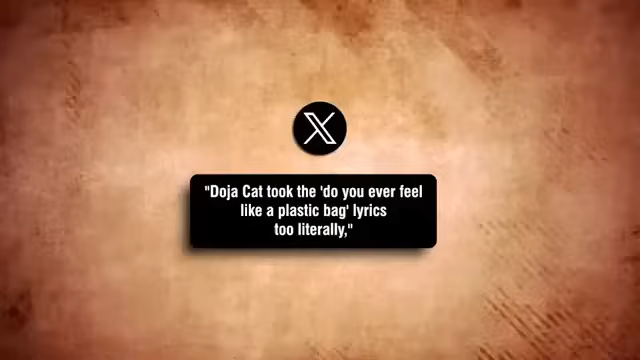 "Doja Cat took the 'do you ever feel
like a plastic bag' lyrics
too literally,"